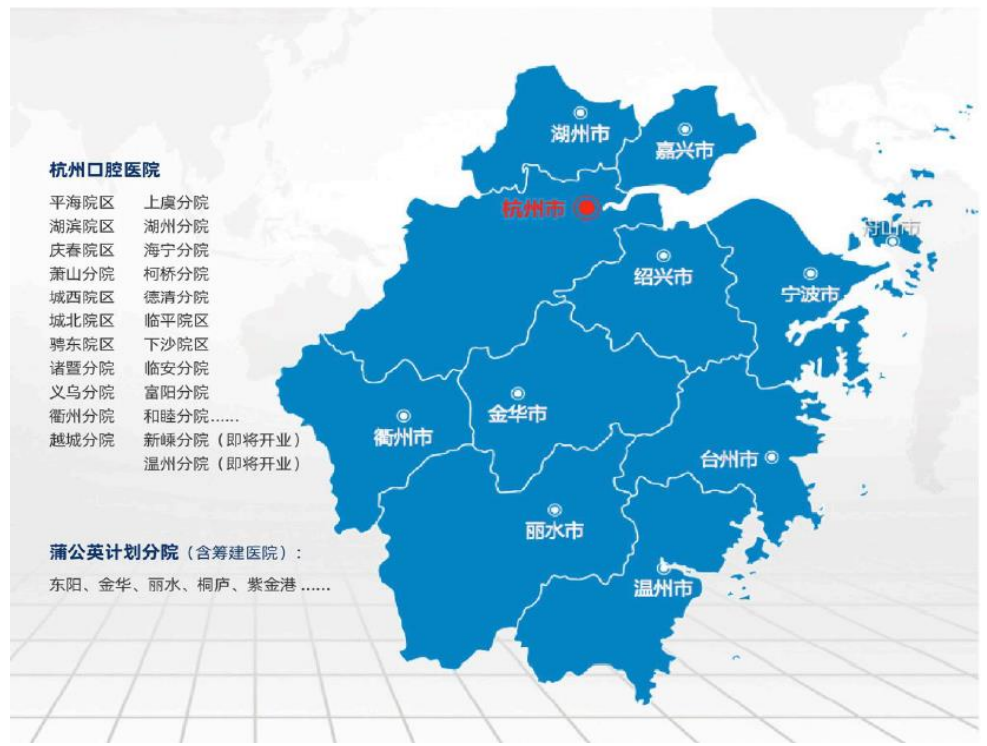 杭州口腔医院
平海院区 上虞分院
湖滨院区 湖州分院
庆春院区 海宁分院
萧山分院 柯桥分院
城西院区 德清分院
城北院区 临平院区
骋东院区 下沙院区
诸暨分院 临安分院
义乌分院 富阳分院
衢州分院 和睦分院......
越城分院 新嵊分院（即将开业）
温州分院（即将开业）
蒲公英计划分院（含筹建医院）：
东阳、金华、丽水、桐庐、紫金港......
湖州市
嘉兴市
杭州市
舟山市
绍兴市
宁波市
金华市
衢州市
台州市
丽水市
温州市